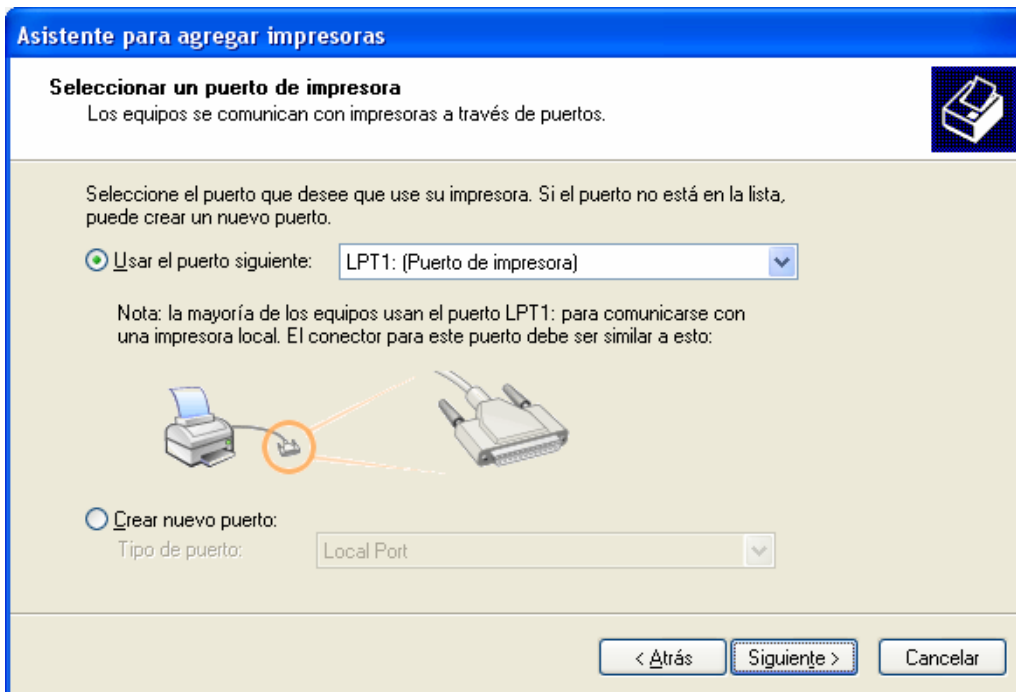 Asistente para agregar impresoras
Seleccionar un puerto de impresora
Los equipos se comunican con impresoras a través de puertos.
Seleccione el puerto que desee que use su impresora. Si el puerto no está en la lista,
puede crear un nuevo puerto.
Usar el puerto siguiente: LPT1: (Puerto de impresora)
Nota: la mayoría de los equipos usan el puerto LPT1: para comunicarse con
una impresora local. El conector para este puerto debe ser similar a esto:
Crear nuevo puerto:
Tipo de puerto: Local Port
< Atrás Siguiente > Cancelar